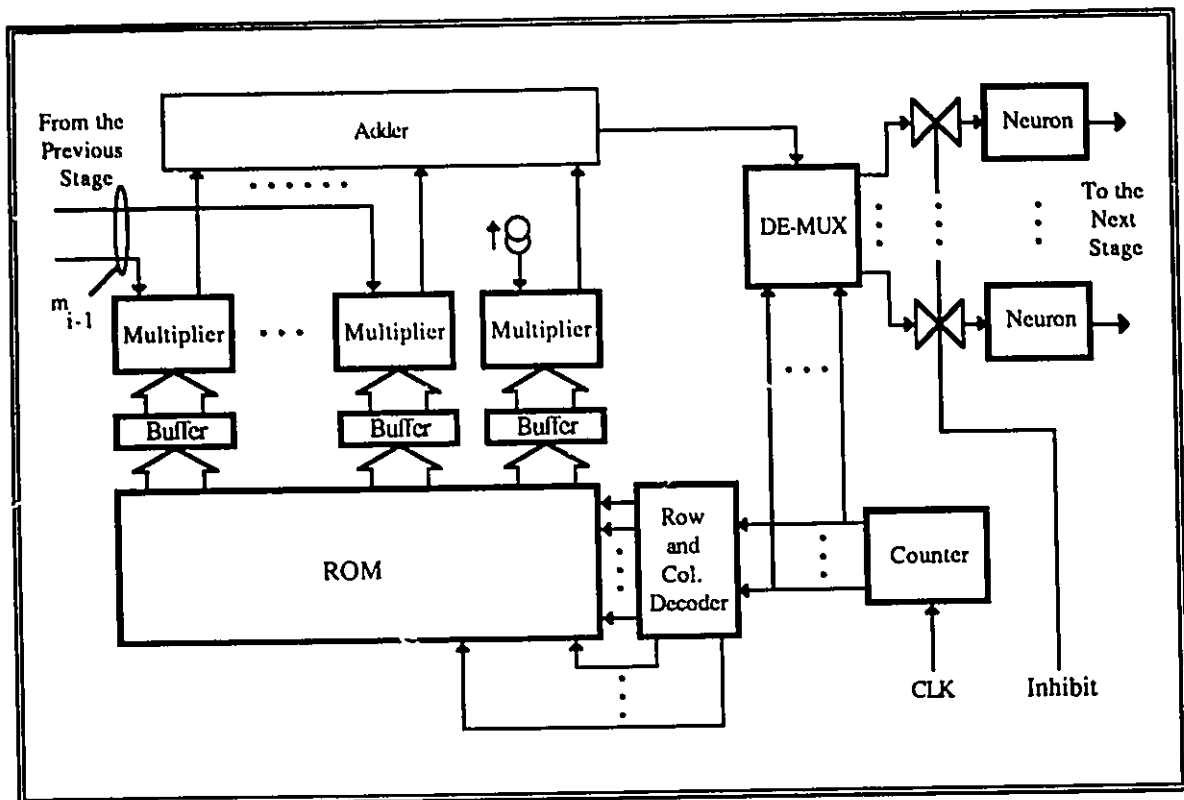 From the
Previous
Stage
Adder
Neuron
DE-MUX
To the
Next
Stage
m i-1
Multiplier
Multiplier
Multiplier
Neuron
Buffer
Buffer
Buffer
ROM
Row
and
Col.
Decoder
Counter
CLK
Inhibit